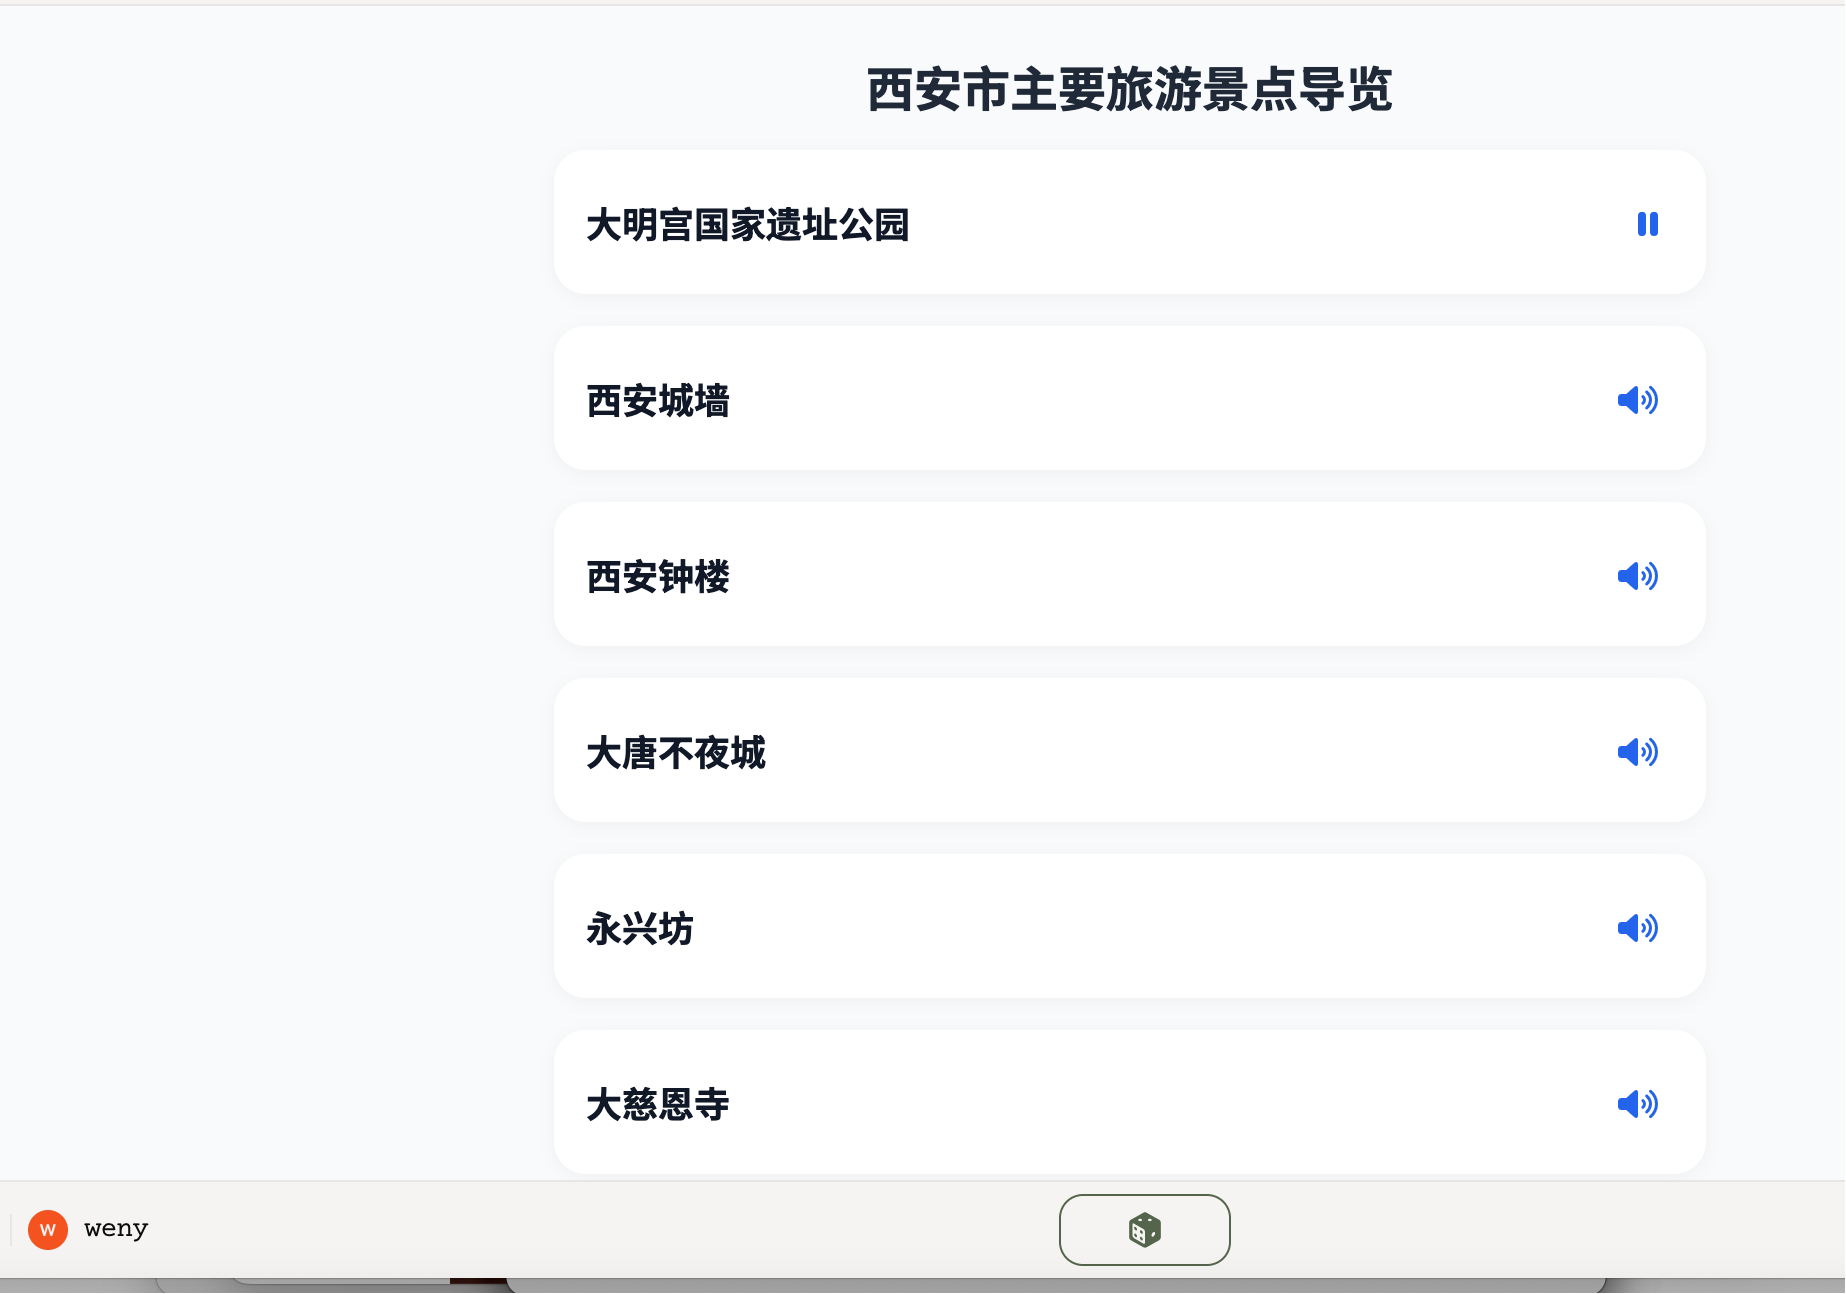 西安市主要旅游景点导览
大明宫国家遗址公园
西安城墙
西安钟楼
大唐不夜城
永兴坊
大慈恩寺
W weny